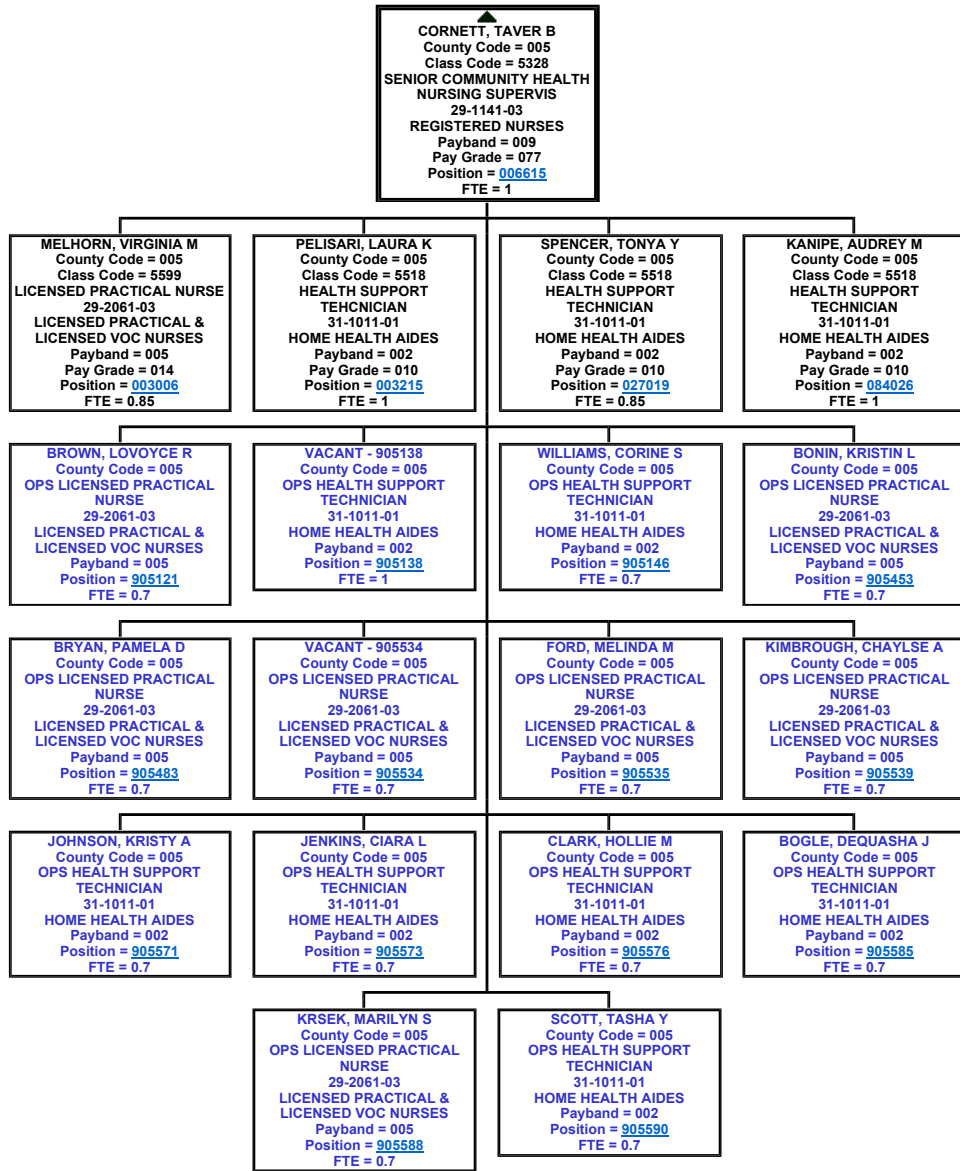 CORNETT, TAVER B
County Code = 005
Class Code = 5328
SENIOR COMMUNITY HEALTH
NURSING SUPERVIS
29-1141-03
REGISTERED NURSES
Payband = 009
Pay Grade = 077
Position = 006615
FTE = 1
MELHORN, VIRGINIA M
County Code = 005
Class Code = 5599
LICENSED PRACTICAL NURSE
29-2061-03
LICENSED PRACTICAL &
LICENSED VOC NURSES
Payband = 005
Pay Grade = 014
Position = 003006
FTE = 0.85
PELISARI, LAURA K
County Code = 005
Class Code = 5518
HEALTH SUPPORT
TEHCNICIAN
31-1011-01
HOME HEALTH AIDES
Payband = 002
Pay Grade = 010
Position = 003215
FTE = 1
SPENCER, TONYA Y
County Code = 005
Class Code = 5518
HEALTH SUPPORT
TECHNICIAN
31-1011-01
HOME HEALTH AIDES
Payband = 002
Pay Grade = 010
Position = 027019
FTE = 0.85
KANIPE, AUDREY M
County Code = 005
Class Code = 5518
HEALTH SUPPORT
TECHNICIAN
31-1011-01
HOME HEALTH AIDES
Payband = 002
Pay Grade = 010
Position = 084026
FTE = 1
BROWN, LOVOYCE R
County Code = 005
OPS LICENSED PRACTICAL
NURSE
29-2061-03
LICENSED PRACTICAL &
LICENSED VOC NURSES
Payband = 005
Position = 905121
FTE = 0.7
VACANT - 905138
County Code = 005
OPS HEALTH SUPPORT
TECHNICIAN
31-1011-01
HOME HEALTH AIDES
Payband = 002
Position = 905138
FTE = 1
WILLIAMS, CORINE S
County Code = 005
OPS HEALTH SUPPORT
TECHNICIAN
31-1011-01
HOME HEALTH AIDES
Payband = 002
Position = 905146
FTE = 0.7
BONIN, KRISTIN L
County Code = 005
OPS LICENSED PRACTICAL
NURSE
29-2061-03
LICENSED PRACTICAL &
LICENSED VOC NURSES
Payband = 005
Position = 905453
FTE = 0.7
BRYAN, PAMELA D
County Code = 005
OPS LICENSED PRACTICAL
NURSE
29-2061-03
LICENSED PRACTICAL &
LICENSED VOC NURSES
Payband = 005
Position = 905483
FTE = 0.7
VACANT - 905534
County Code = 005
OPS LICENSED PRACTICAL
NURSE
29-2061-03
LICENSED PRACTICAL &
LICENSED VOC NURSES
Payband = 005
Position = 905534
FTE = 0.7
FORD, MELINDA M
County Code = 005
OPS LICENSED PRACTICAL
NURSE
29-2061-03
LICENSED PRACTICAL &
LICENSED VOC NURSES
Payband = 005
Position = 905535
FTE = 0.7
KIMBROUGH, CHAYLSE A
County Code = 005
OPS LICENSED PRACTICAL
NURSE
29-2061-03
LICENSED PRACTICAL &
LICENSED VOC NURSES
Payband = 005
Position = 905539
FTE = 0.7
JOHNSON, KRISTY A
County Code = 005
OPS HEALTH SUPPORT
TECHNICIAN
31-1011-01
HOME HEALTH AIDES
Payband = 002
Position = 905571
FTE = 0.7
JENKINS, CIARA L
County Code = 005
OPS HEALTH SUPPORT
TECHNICIAN
31-1011-01
HOME HEALTH AIDES
Payband = 002
Position = 905573
FTE = 0.7
CLARK, HOLLIE M
County Code = 005
OPS HEALTH SUPPORT
TECHNICIAN
31-1011-01
HOME HEALTH AIDES
Payband = 002
Position = 905576
FTE = 0.7
BOGLE, DEQUASHA J
County Code = 005
OPS HEALTH SUPPORT
TECHNICIAN
31-1011-01
HOME HEALTH AIDES
Payband = 002
Position = 905585
FTE = 0.7
KRSEK, MARILYN S
County Code = 005
OPS LICENSED PRACTICAL
NURSE
29-2061-03
LICENSED PRACTICAL &
LICENSED VOC NURSES
Payband = 005
Position = 905588
FTE = 0.7
SCOTT, TASHA Y
County Code = 005
OPS HEALTH SUPPORT
TECHNICIAN
31-1011-01
HOME HEALTH AIDES
Payband = 002
Position = 905590
FTE = 0.7